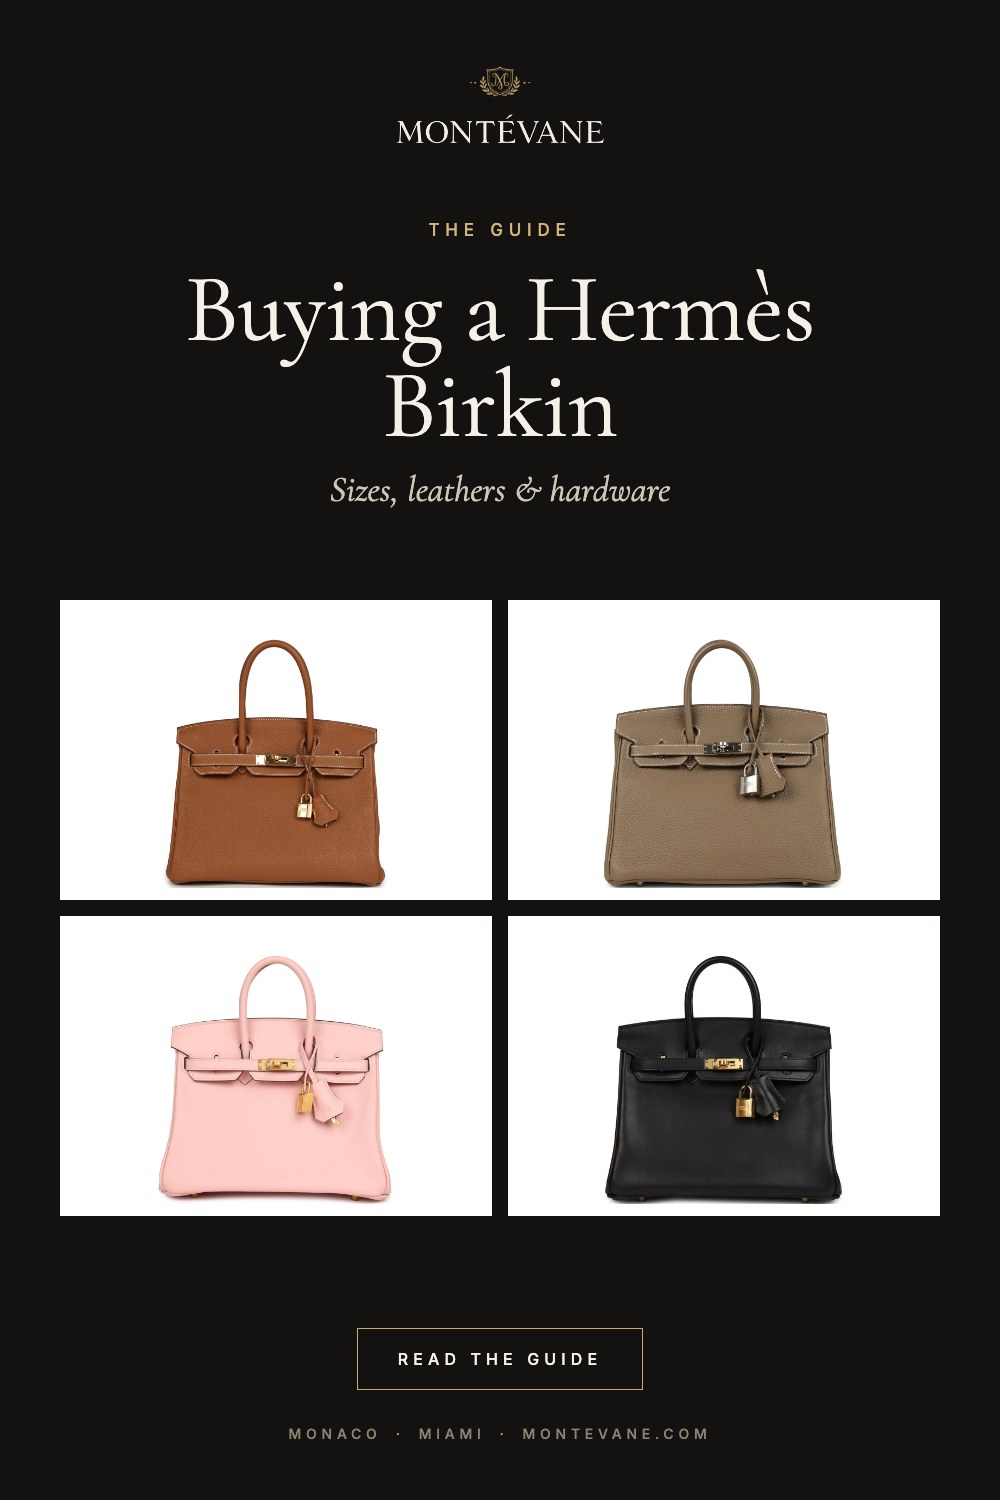 M
MONTÉVANE
THE GUIDE
Buying a Hermès
Birkin
Sizes, leathers & hardware
READ THE GUIDE
MONACO · MIAMI · MONTEVANE.COM